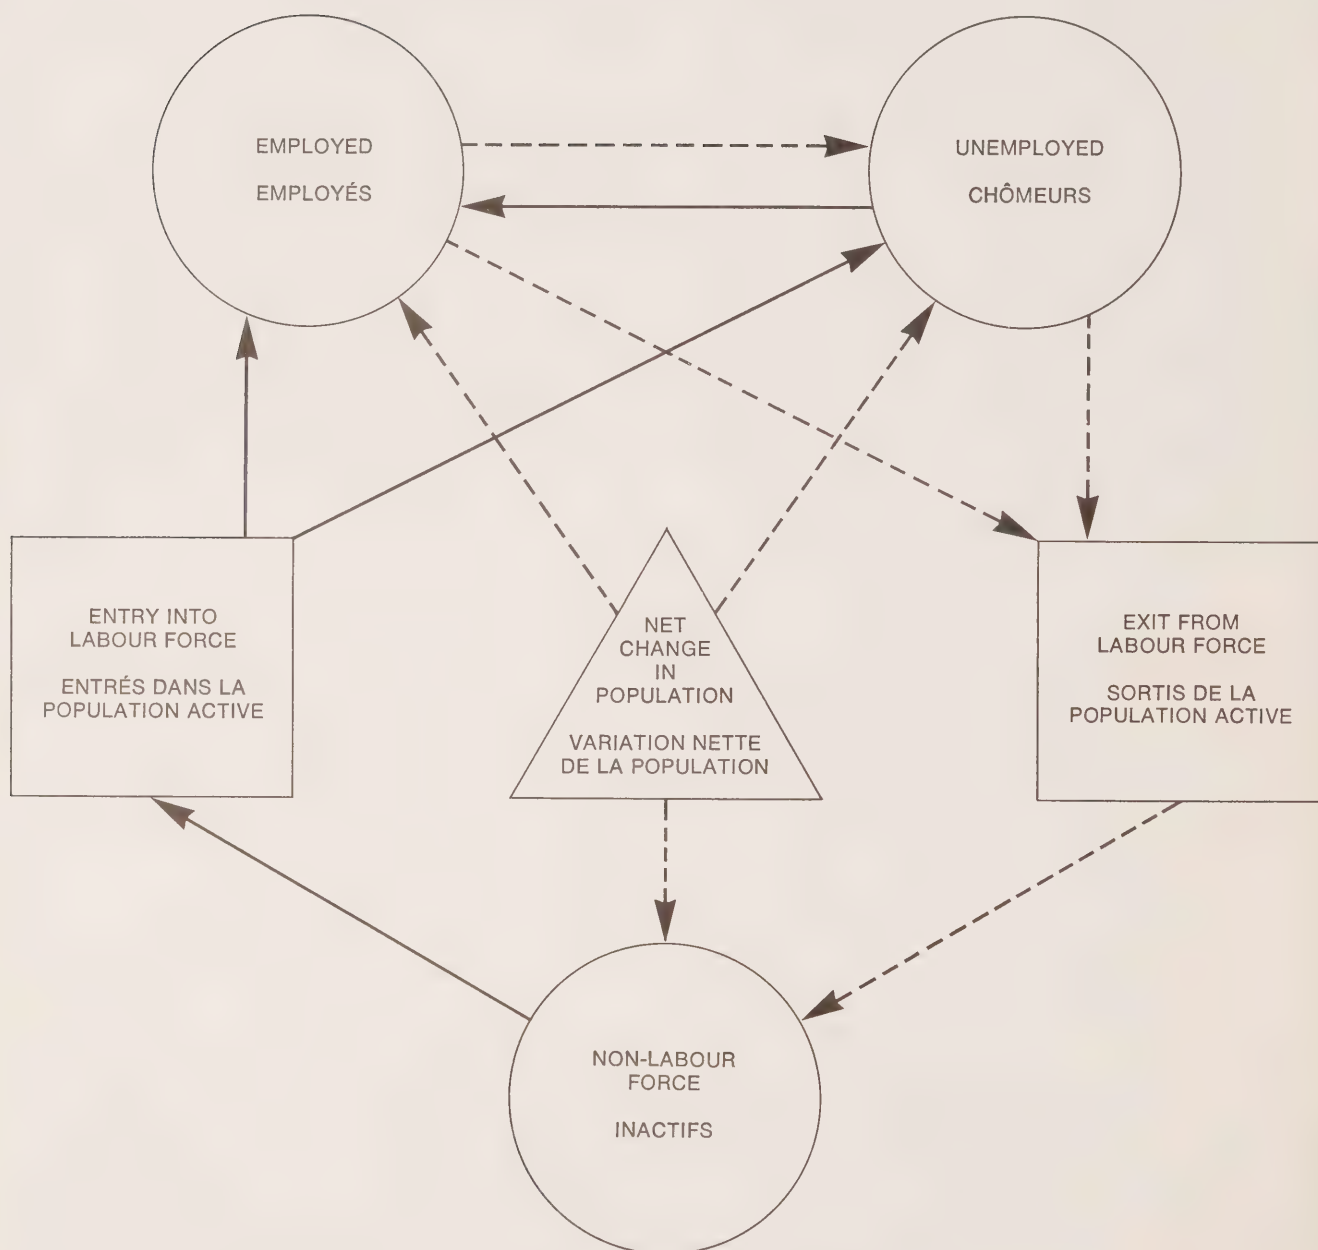 EMPLOYED
EMPLOYÉS
UNEMPLOYED
CHÔMEURS
ENTRY INTO
LABOUR FORCE
ENTRÉS DANS LA
POPULATION ACTIVE
NET
CHANGE
IN
POPULATION
VARIATION NETTE
DE LA POPULATION
EXIT FROM
LABOUR FORCE
SORTIS DE LA
POPULATION ACTIVE
NON-LABOUR
FORCE
INACTIFS